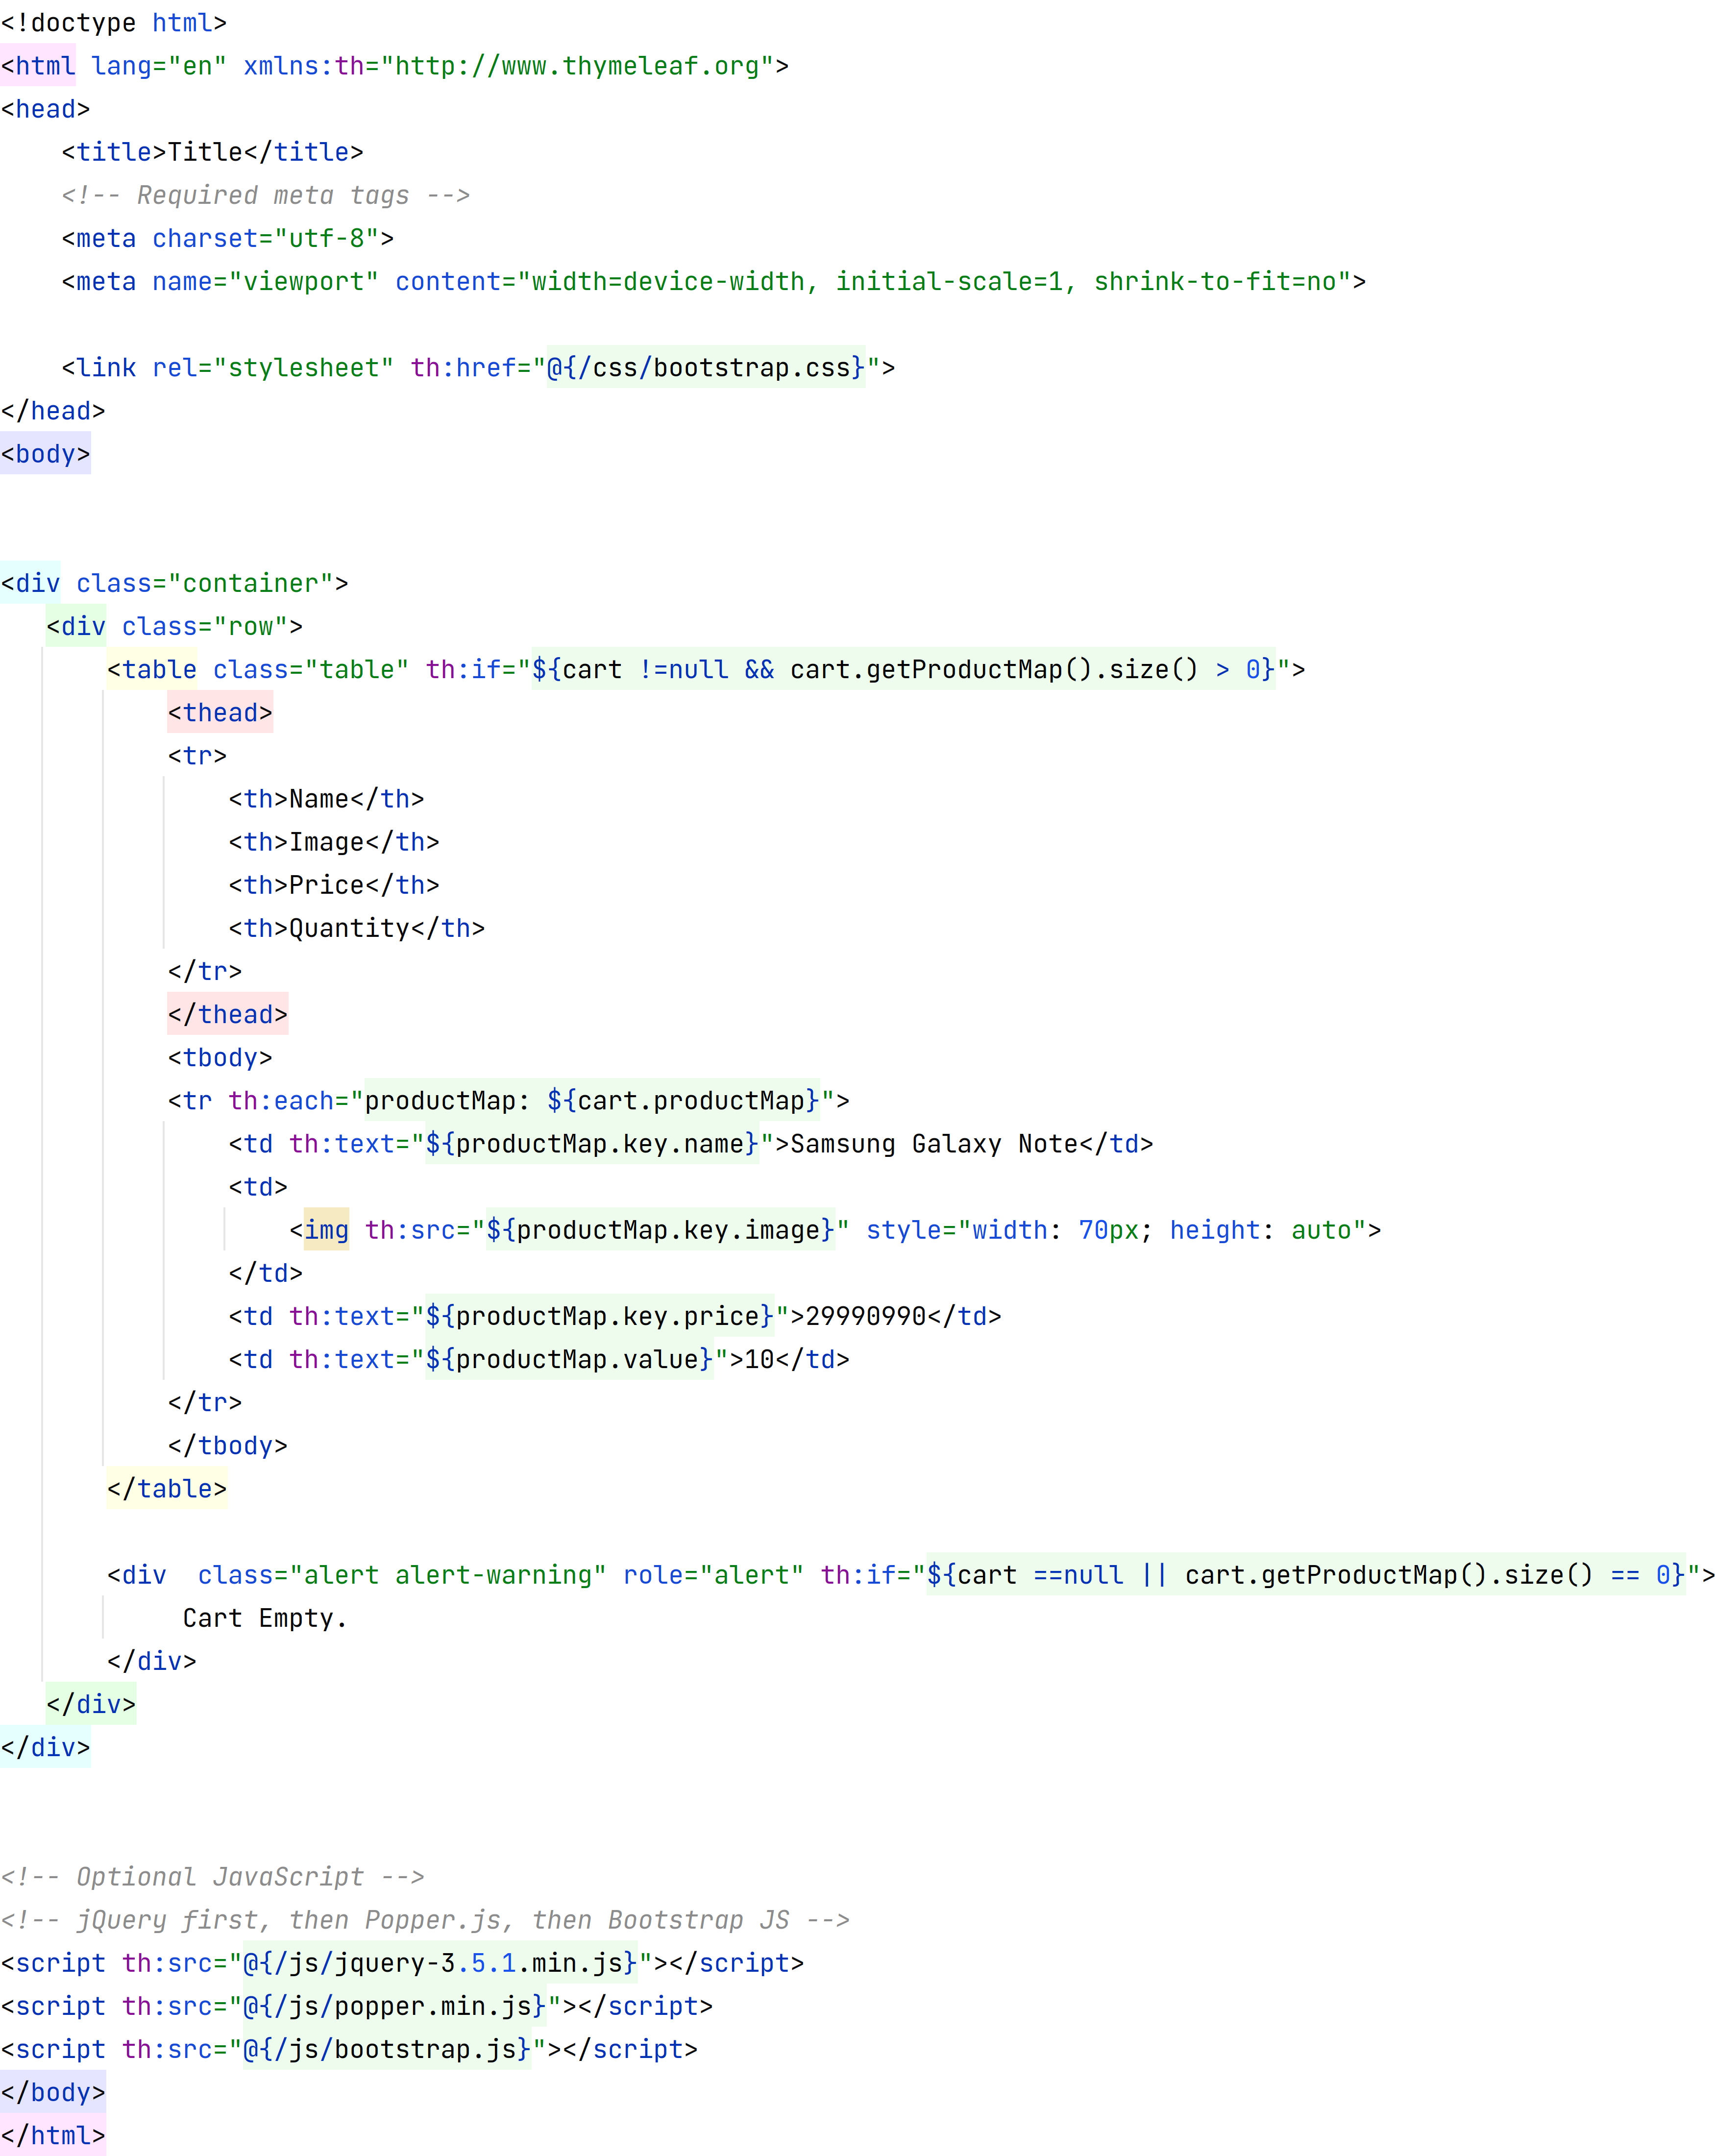 <!doctype html>
<html lang="en" xmlns:th="http://www.thymeleaf.org">
<head>
    <title>Title</title>
    <!-- Required meta tags -->
    <meta charset="utf-8">
    <meta name="viewport" content="width=device-width, initial-scale=1, shrink-to-fit=no">
    <link rel="stylesheet" th:href="@{/css/bootstrap.css}">
</head>
<body>
<div class="container">
   <div class="row">
       <table class="table" th:if="${cart !=null && cart.getProductMap().size() > 0}">
           <thead>
           <tr>
               <th>Name</th>
               <th>Image</th>
               <th>Price</th>
               <th>Quantity</th>
           </tr>
           </thead>
           <tbody>
           <tr th:each="productMap: ${cart.productMap}">
               <td th:text="${productMap.key.name}">Samsung Galaxy Note</td>
               <td>
                   <img th:src="${productMap.key.image}" style="width: 70px; height: auto">
               </td>
               <td th:text="${productMap.key.price}">29990990</td>
               <td th:text="${productMap.value}">10</td>
           </tr>
           </tbody>
       </table>
       <div  class="alert alert-warning" role="alert" th:if="${cart ==null || cart.getProductMap().size() == 0}">
            Cart Empty.
       </div>
   </div>
</div>
<!-- Optional JavaScript -->
<!-- jQuery first, then Popper.js, then Bootstrap JS -->
<script th:src="@{/js/jquery-3.5.1.min.js}"></script>
<script th:src="@{/js/popper.min.js}"></script>
<script th:src="@{/js/bootstrap.js}"></script>
</body>
</html>